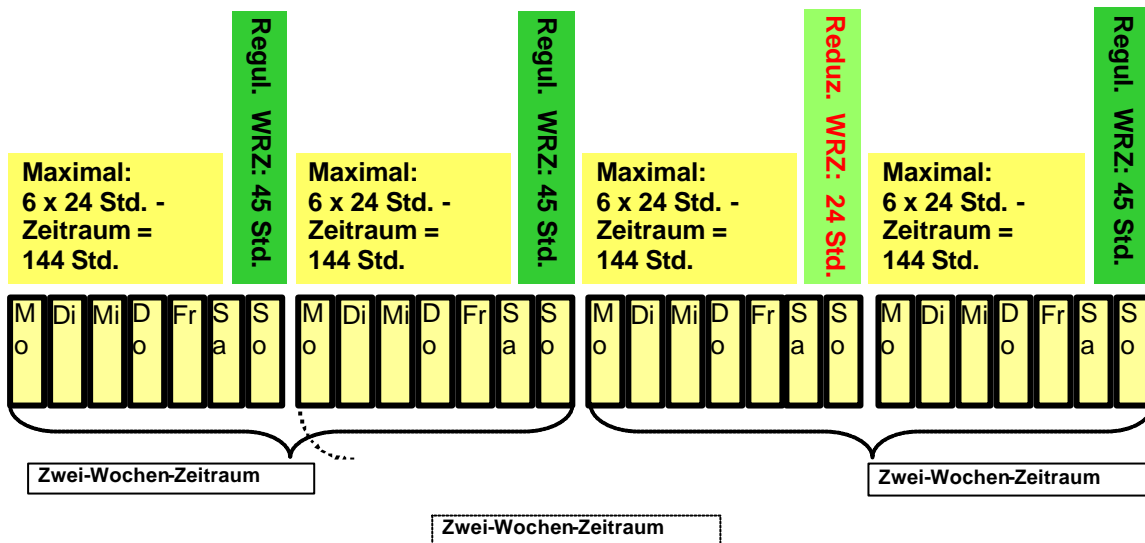 Regul. WRZ: 45 Std.
Regul. WRZ: 45 Std.
Reduz. WRZ: 24 Std.
Regul. WRZ: 45 Std.
Maximal:
6 x 24 Std. -
Zeitraum =
144 Std.
Maximal:
6 x 24 Std. -
Zeitraum =
144 Std.
Maximal:
6 x 24 Std. -
Zeitraum =
144 Std.
Maximal:
6 x 24 Std. -
Zeitraum =
144 Std.
Mo Di Mi Do Fr Sa So Mo Di Mi Do Fr Sa So Mo Di Mi Do Fr Sa So Mo Di Mi Do Fr Sa So
Zwei-Wochen-Zeitraum
Zwei-Wochen-Zeitraum
Zwei-Wochen-Zeitraum